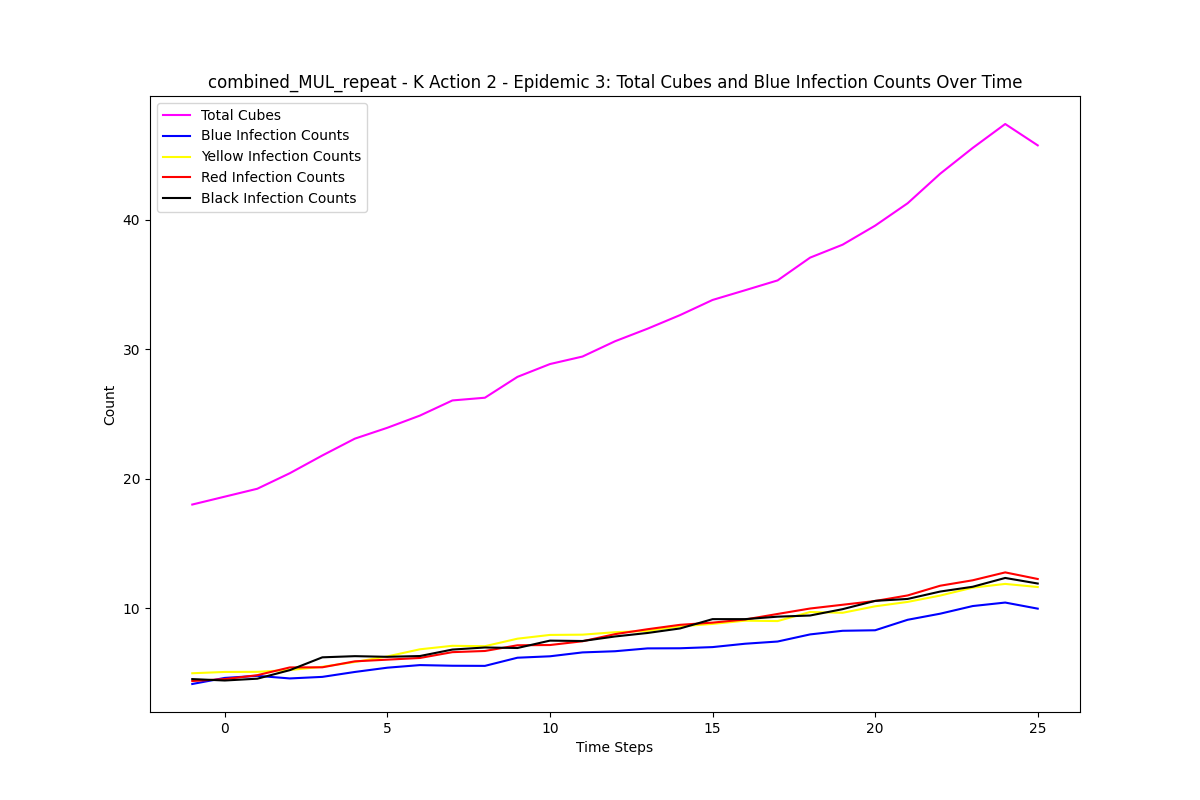 combined_MUL_repeat - K Action 2 - Epidemic 3: Total Cubes and Blue Infection Counts Over Time
Total Cubes
Blue Infection Counts
Yellow Infection Counts
Red Infection Counts
Black Infection Counts
40
30
20
10
Count
0 5 10 15 20 25
Time Steps